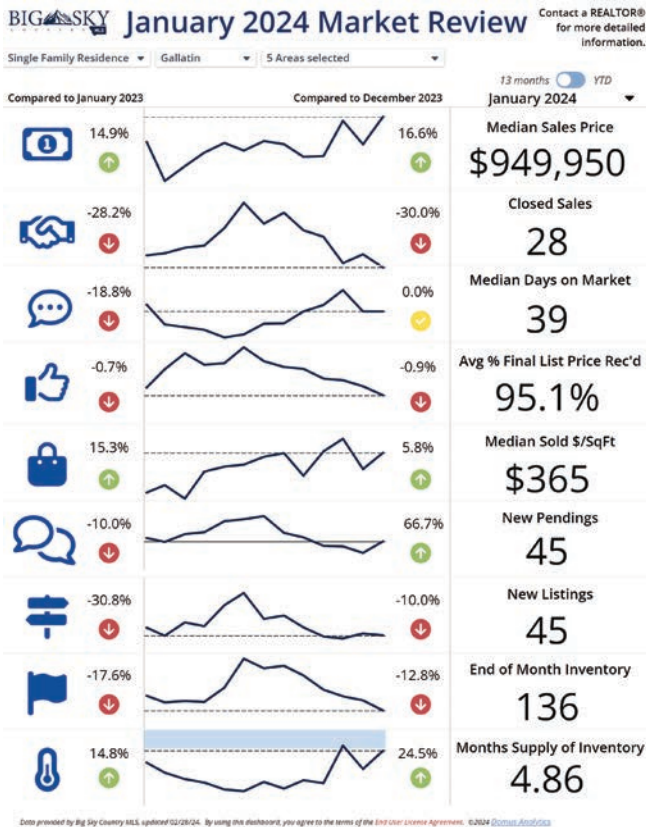 BIG SKY
COUNTRY MLS
January 2024 Market Review
Contact a REALTOR®
for more detailed
information.
Single Family Residence
Gallatin
5 Areas selected
13 months
YTD
Compared to January 2023
Compared to December 2023
January 2024
14.9%
16.6%
Median Sales Price
$949,950
-28.2%
-30.0%
Closed Sales
28
-18.8%
0.0%
Median Days on Market
39
-0.7%
-0.9%
Avg % Final List Price Rec'd
95.1%
15.3%
5.8%
Median Sold $/SqFt
$365
-10.0%
66.7%
New Pendings
45
-30.8%
-10.0%
New Listings
45
-17.6%
-12.8%
End of Month Inventory
136
14.8%
24.5%
Months Supply of Inventory
4.86
Data provided by Big Sky Country MLS, updated 02/28/24. By using this dashboard, you agree to the terms of the End User License Agreement. ©2024 Domus Analytics